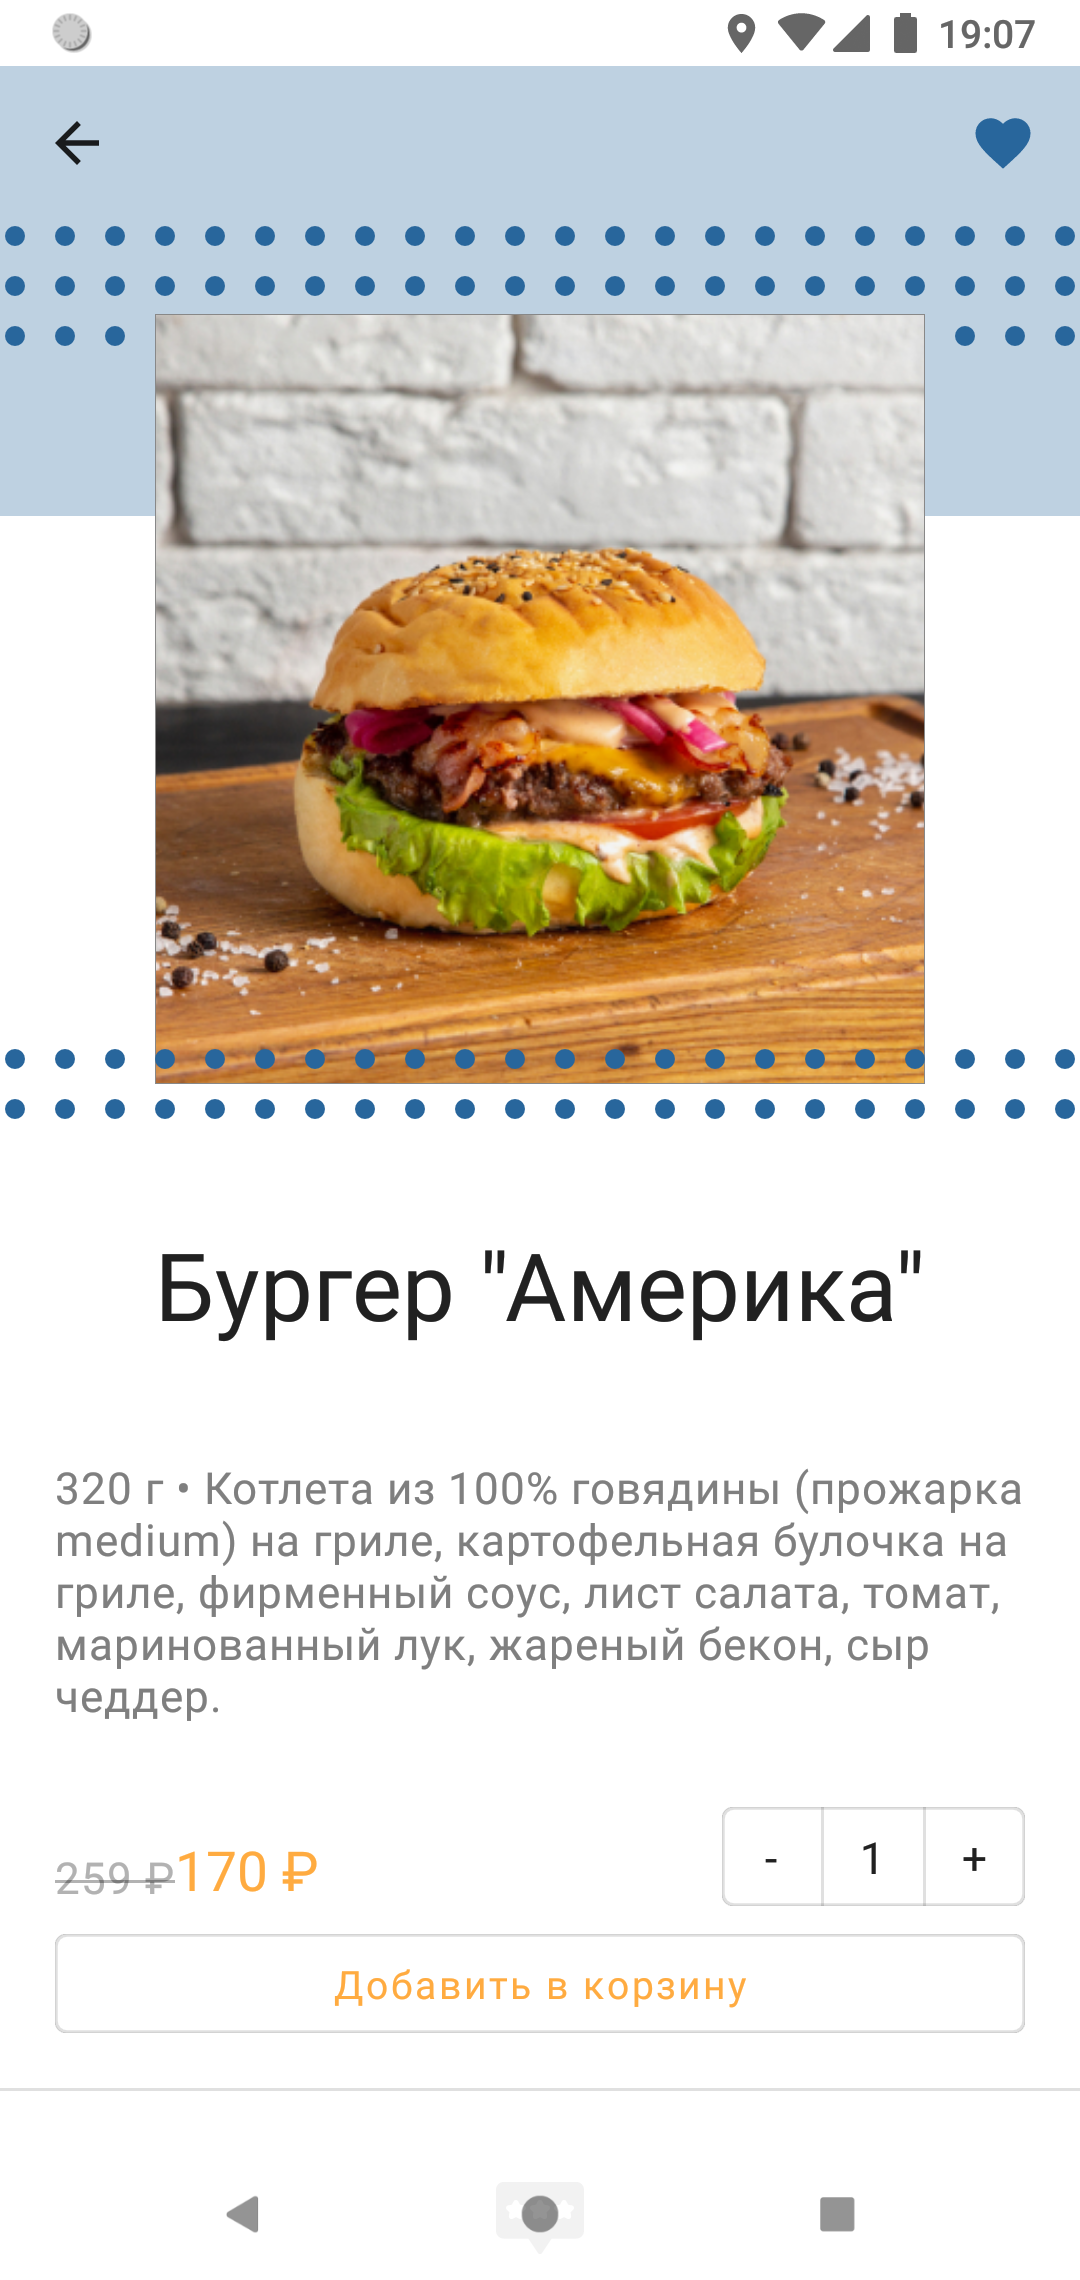 19:07
Бургер "Америка"
320 г • Котлета из 100% говядины (прожарка
medium) на гриле, картофельная булочка на
гриле, фирменный соус, лист салата, томат,
маринованный лук, жареный бекон, сыр
чеддер.
259 ₽ 170 ₽
- 1 +
Добавить в корзину